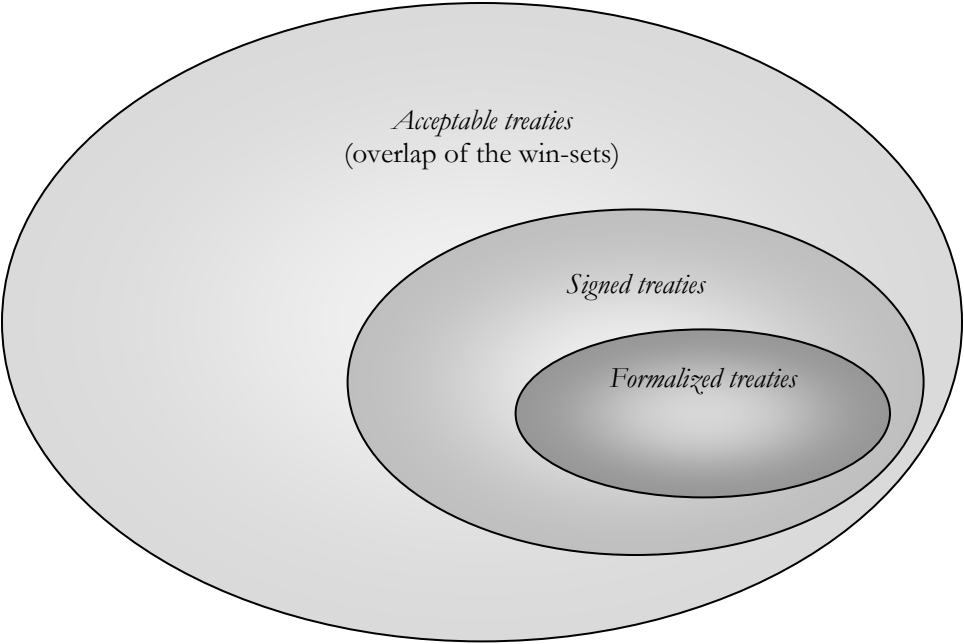 Acceptable treaties
(overlap of the win-sets)
Signed treaties
Formalized treaties